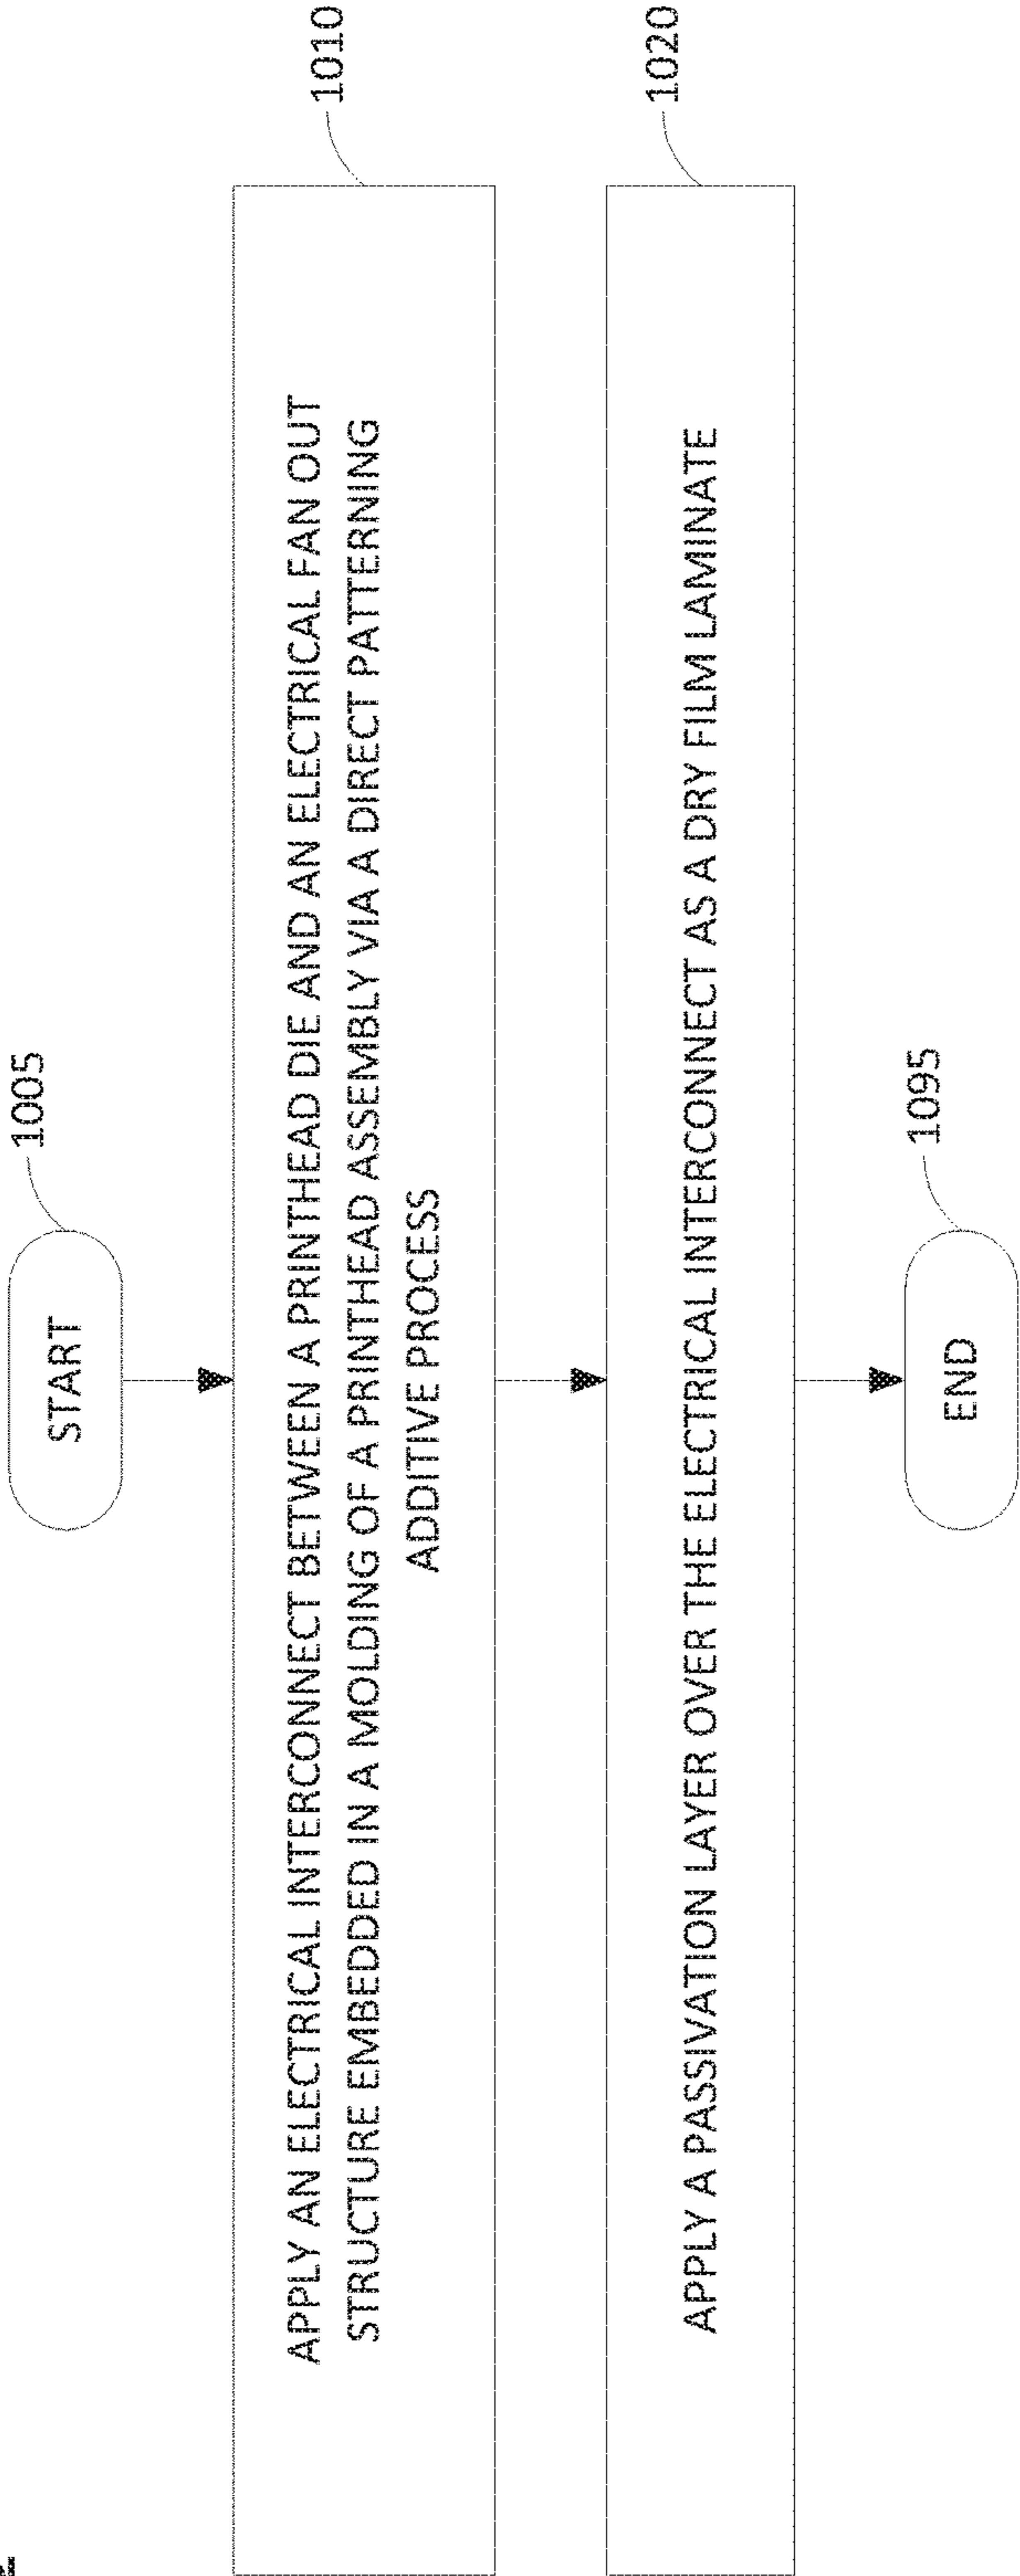 START
1005
APPLY AN ELECTRICAL INTERCONNECT BETWEEN A PRINTHEAD DIE AND AN ELECTRICAL FAN OUT
STRUCTURE EMBEDDED IN A MOLDING OF A PRINTHEAD ASSEMBLY VIA A DIRECT PATTERNING
ADDITIVE PROCESS
1010
APPLY A PASSIVATION LAYER OVER THE ELECTRICAL INTERCONNECT AS A DRY FILM LAMINATE
1020
END
1095